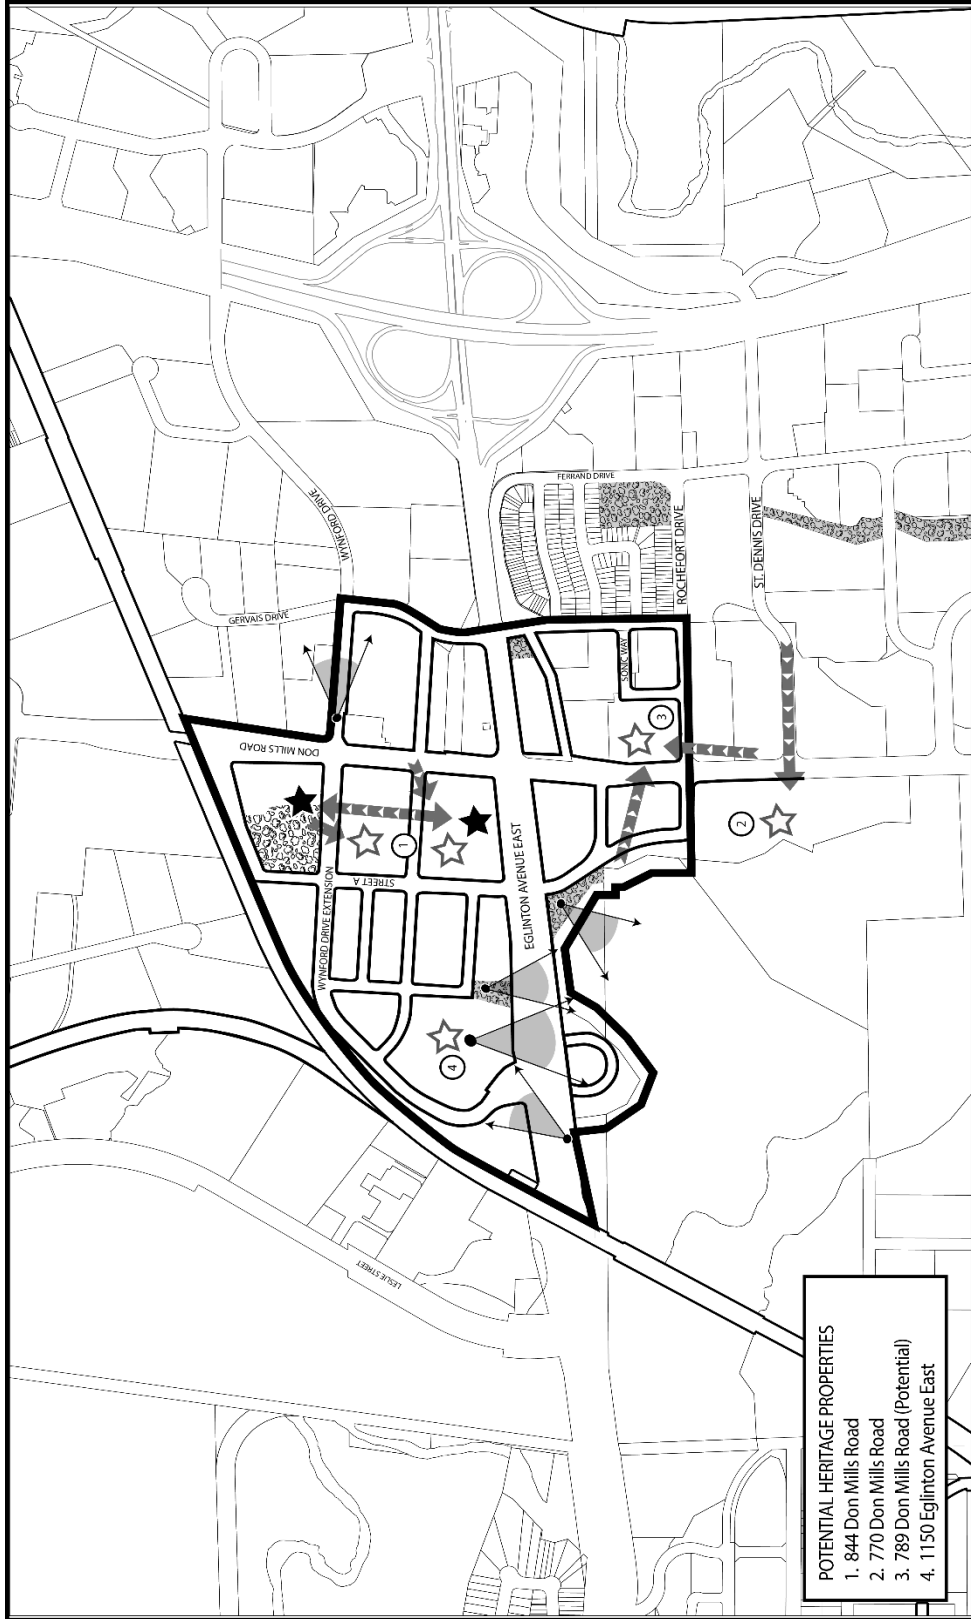 LESLIE STREET
WYNFORD DRIVE
GERVAIS DRIVE
DON MILLS ROAD
WYNFORD DRIVE EXTENSION
STREET A
EGLINTON AVENUE EAST
FERRAND DRIVE
ROCHEFORT DRIVE
ST. DENNIS DRIVE
SONIC WAY
1
2
3
4
POTENTIAL HERITAGE PROPERTIES
1. 844 Don Mills Road
2. 770 Don Mills Road
3. 789 Don Mills Road (Potential)
4. 1150 Eglinton Avenue East